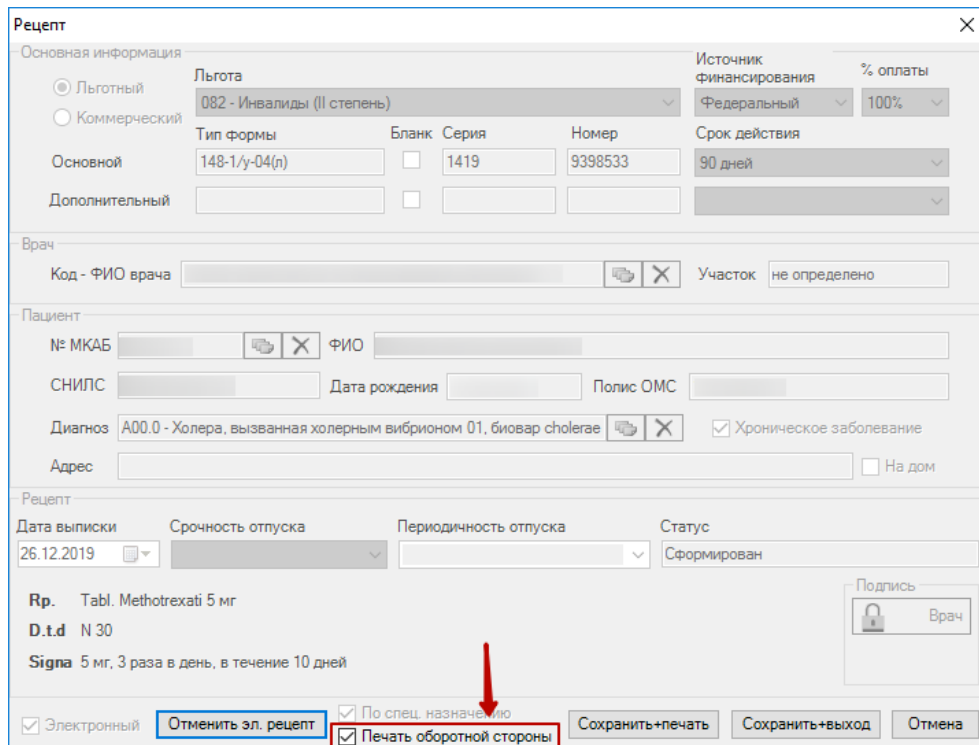 Рецепт
Основная информация
Льготный
Коммерческий
Льгота
Источник финансирования
% оплаты
082 - Инвалиды (II степень)
Федеральный
100%
Тип формы
Бланк
Серия
Номер
Срок действия
Основной
148-1/у-04(л)
1419
9398533
90 дней
Дополнительный
Врач
Код - ФИО врача
Участок
не определено
Пациент
№ МКАБ
ФИО
СНИЛС
Дата рождения
Полис ОМС
Диагноз
A00.0 - Холера, вызванная холерным вибрионом 01, биовар cholerae
Хроническое заболевание
Адрес
На дом
Рецепт
Дата выписки
Срочность отпуска
Периодичность отпуска
Статус
26.12.2019
Сформирован
Rp. Tabl. Methotrexati 5 мг
D.t.d N 30
Signa 5 мг, 3 раза в день, в течение 10 дней
Подпись
Врач
Электронный
Отменить эл. рецепт
По спец. назначению
Печать оборотной стороны
Сохранить+печать
Сохранить+выход
Отмена